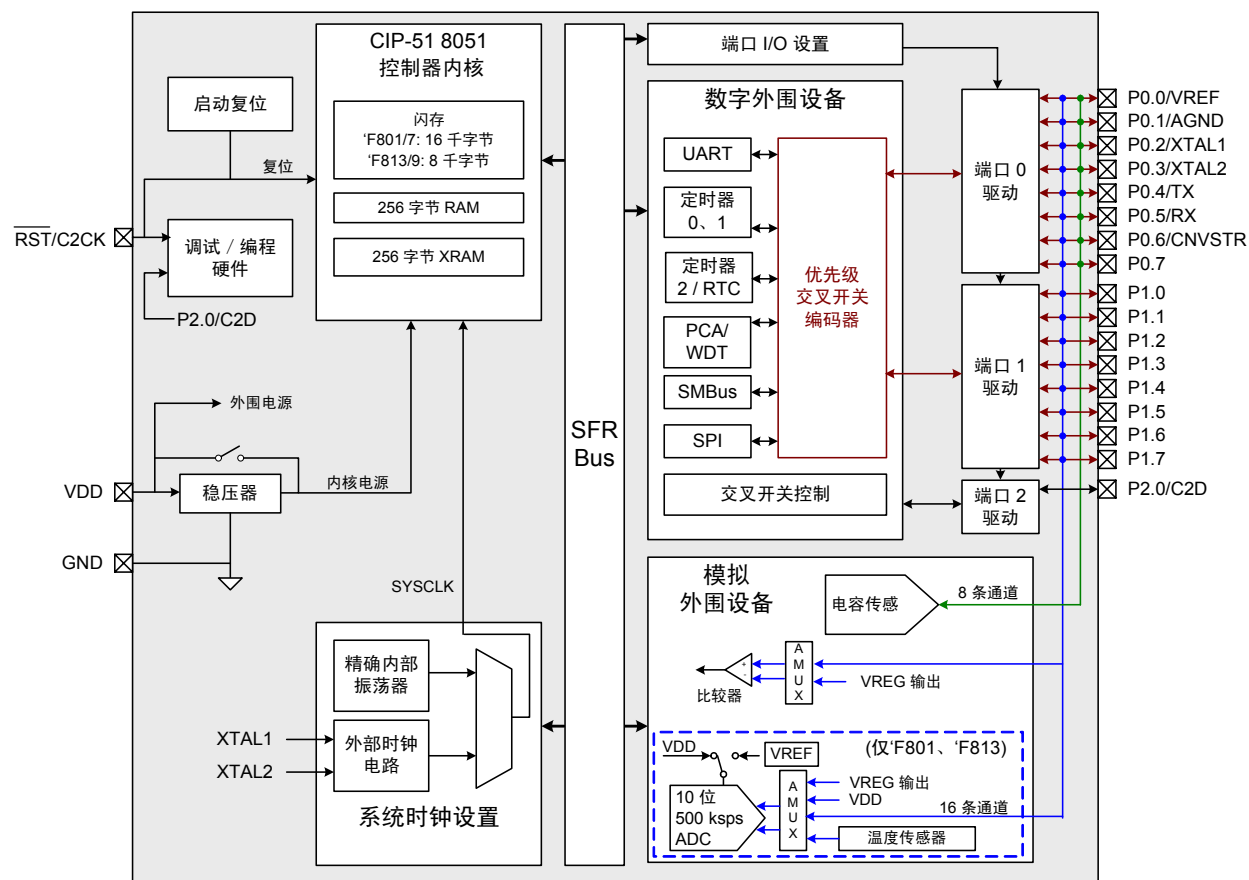 CIP-51 8051
控制器内核
闪存
‘F801/7: 16 千字节
‘F813/9: 8 千字节
256 字节 RAM
256 字节 XRAM
启动复位
复位
RST/C2CK
调试 / 编程
硬件
P2.0/C2D
外围电源
VDD
稳压器
内核电源
GND
SYSCLK
精确内部
振荡器
XTAL1
XTAL2
外部时钟
电路
系统时钟设置
SFR
Bus
端口 I/O 设置
数字外围设备
UART
定时器
0、1
定时器
2 / RTC
PCA/
WDT
SMBus
SPI
优先级
交叉开关
编码器
交叉开关控制
端口 0
驱动
端口 1
驱动
端口 2
驱动
P0.0/VREF
P0.1/AGND
P0.2/XTAL1
P0.3/XTAL2
P0.4/TX
P0.5/RX
P0.6/CNVSTR
P0.7
P1.0
P1.1
P1.2
P1.3
P1.4
P1.5
P1.6
P1.7
P2.0/C2D
模拟
外围设备
电容传感
8 条通道
+
-
比较器
AMUX
VREG 输出
(仅‘F801、‘F813)
VDD
VREF
10 位
500 ksps
ADC
AMUX
VREG 输出
VDD
16 条通道
温度传感器